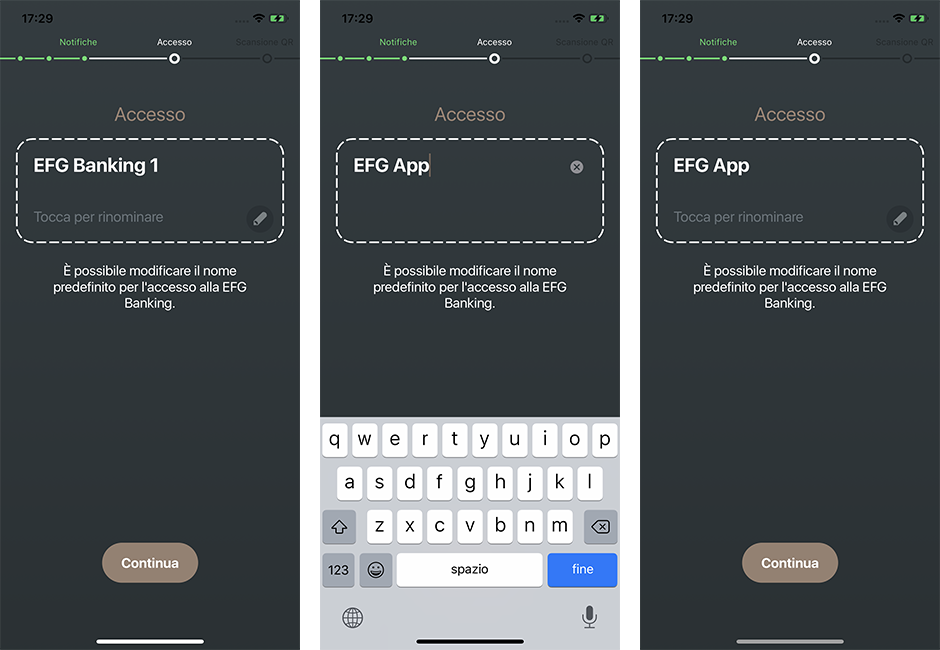 17:29
Notifiche
Accesso
Scansione QR
Accesso
EFG Banking 1
Tocca per rinominare
È possibile modificare il nome
predefinito per l'accesso alla EFG
Banking.
Continua
17:29
Notifiche
Accesso
Scansione QR
Accesso
EFG App
È possibile modificare il nome
predefinito per l'accesso alla EFG
Banking.
q w e r t y u i o p
a s d f g h j k l
z x c v b n m
123 spazio fine
17:29
Notifiche
Accesso
Scansione QR
Accesso
EFG App
Tocca per rinominare
È possibile modificare il nome
predefinito per l'accesso alla EFG
Banking.
Continua